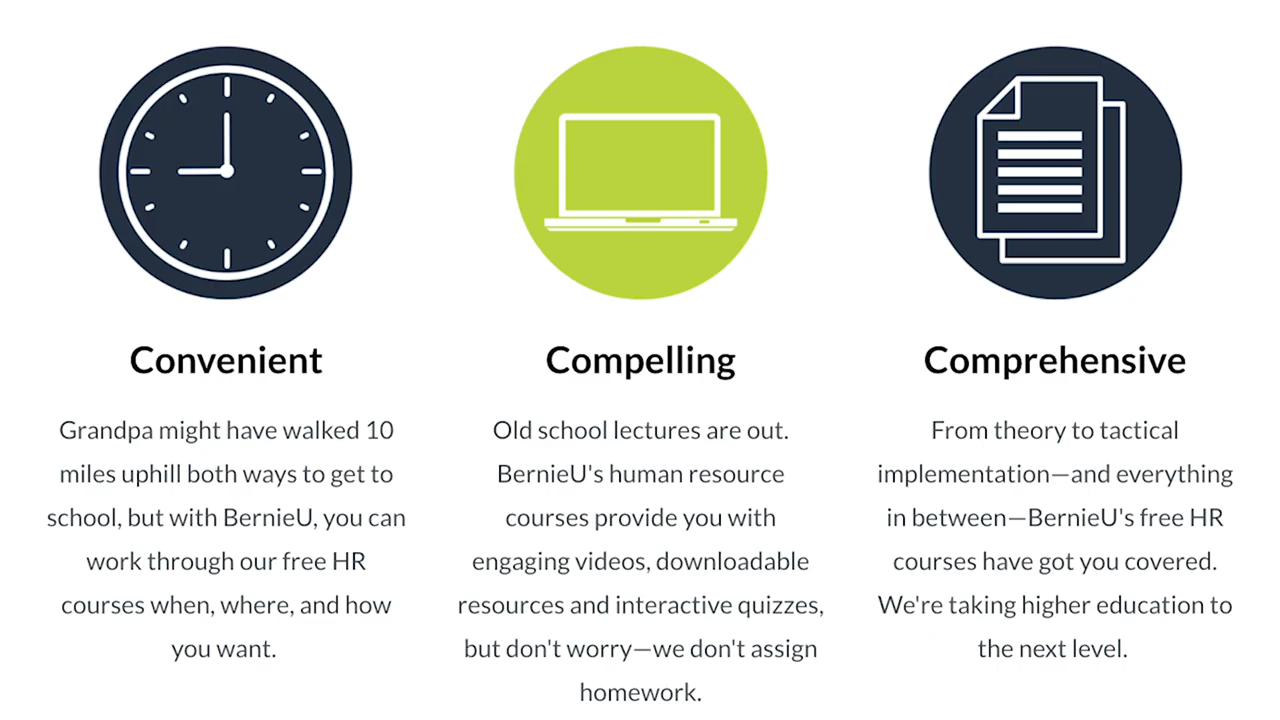 Convenient
Grandpa might have walked 10
miles uphill both ways to get to
school, but with BernieU, you can
work through our free HR
courses when, where, and how
you want.
Compelling
Old school lectures are out.
BernieU's human resource
courses provide you with
engaging videos, downloadable
resources and interactive quizzes,
but don't worry—we don't assign
homework.
Comprehensive
From theory to tactical
implementation—and everything
in between—BernieU's free HR
courses have got you covered.
We're taking higher education to
the next level.